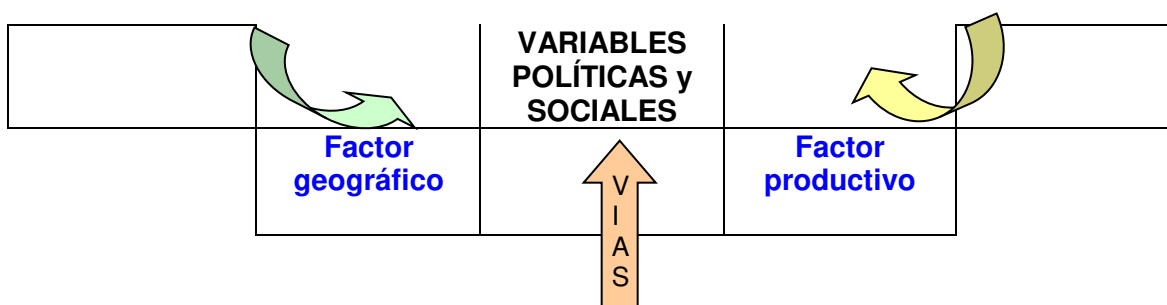 VARIABLES
POLÍTICAS y
SOCIALES
Factor
geográfico
Factor
productivo
V
I
A
S